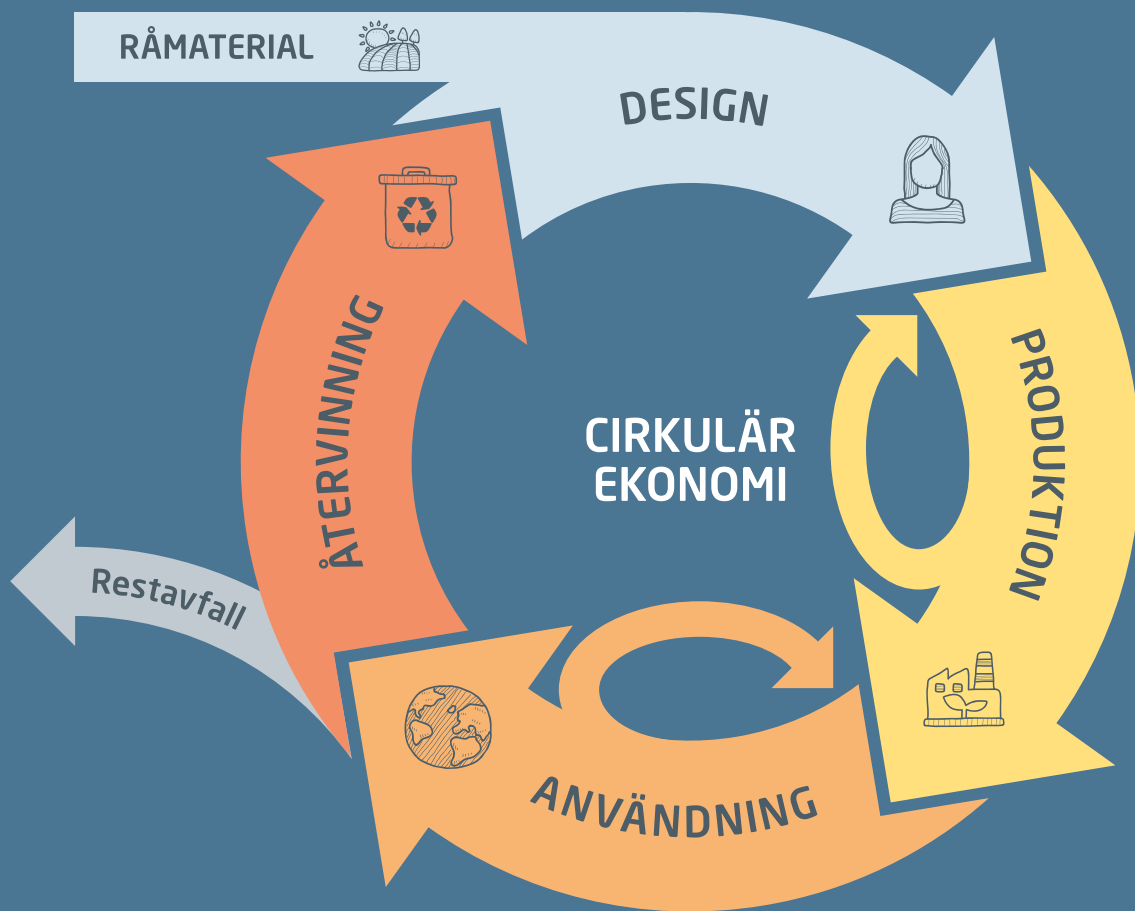 RÅMATERIAL
DESIGN
PRODUKTION
CIRKULÄR
EKONOMI
ÅTERVINNING
Restavfall
ANVÄNDNING